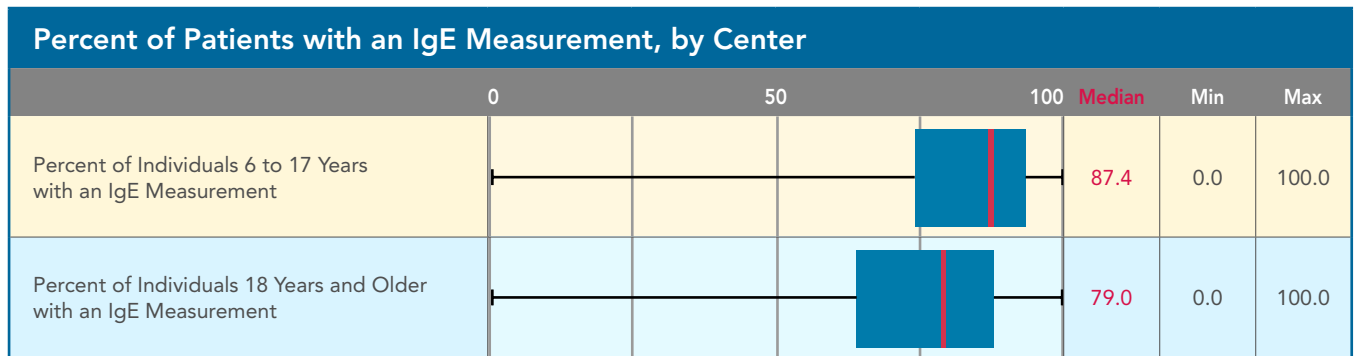 Percent of Patients with an IgE Measurement, by Center
0 50 100 Median Min Max
Percent of Individuals 6 to 17 Years
with an IgE Measurement
87.4 0.0 100.0
Percent of Individuals 18 Years and Older
with an IgE Measurement
79.0 0.0 100.0